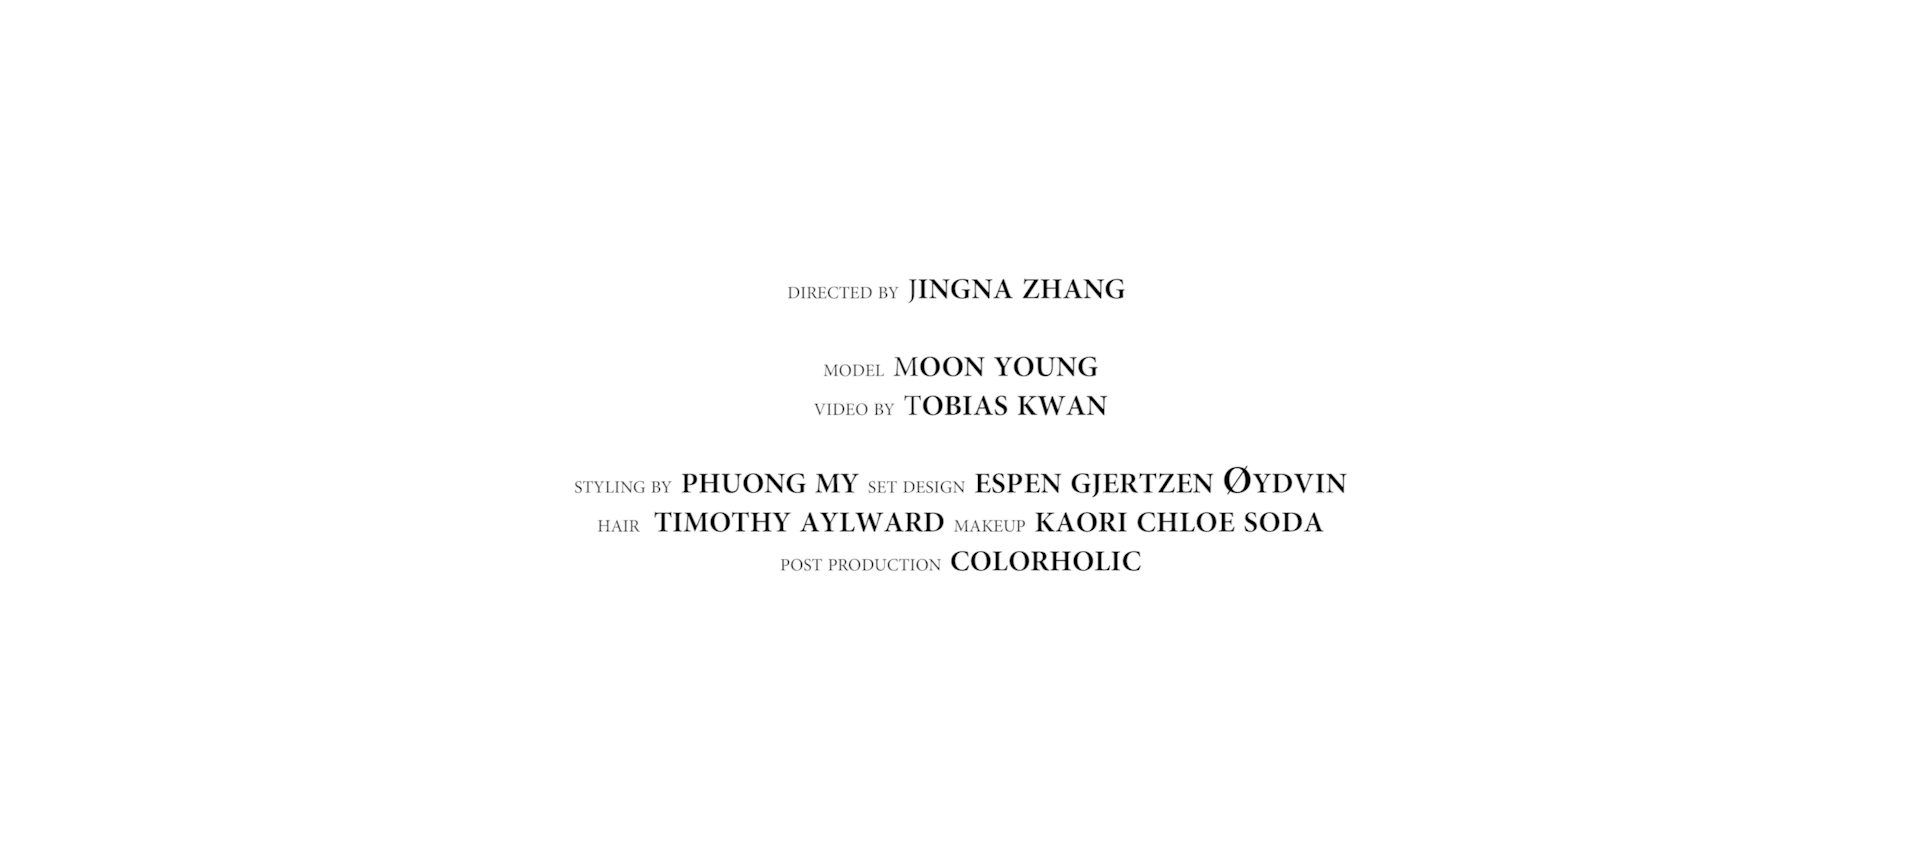 DIRECTED BY JINGNA ZHANG
MODEL MOON YOUNG
VIDEO BY TOBIAS KWAN
STYLING BY PHUONG MY SET DESIGN ESPEN GJERTZEN ØYDVIN
HAIR TIMOTHY AYLWARD MAKEUP KAORI CHLOE SODA
POST PRODUCTION COLORHOLIC